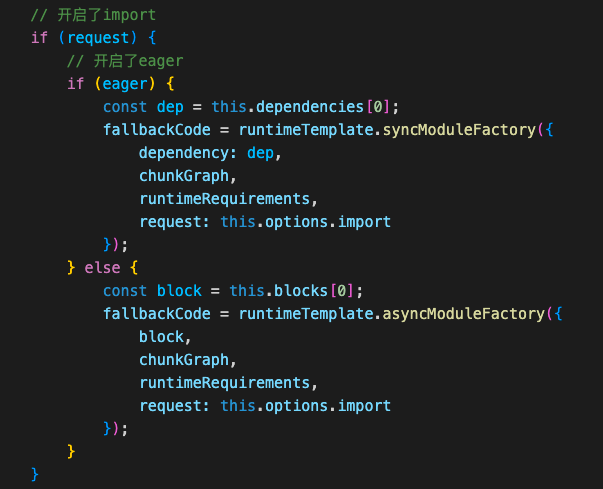 // 开启了import
if (request) {
// 开启了eager
if (eager) {
const dep = this.dependencies[0];
fallbackCode = runtimeTemplate.syncModuleFactory({
dependency: dep,
chunkGraph,
runtimeRequirements,
request: this.options.import
});
} else {
const block = this.blocks[0];
fallbackCode = runtimeTemplate.asyncModuleFactory({
block,
chunkGraph,
runtimeRequirements,
request: this.options.import
});
}
}